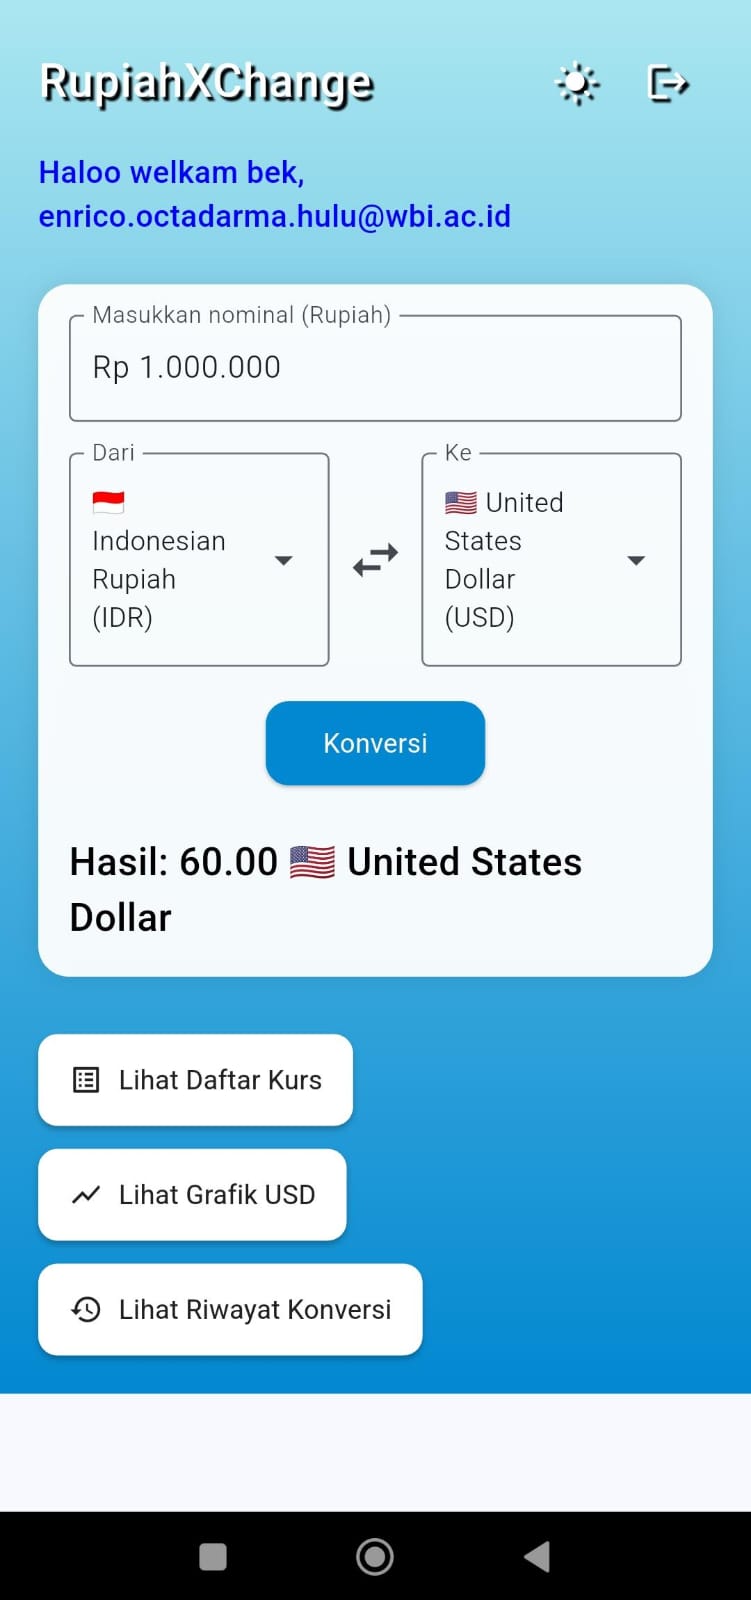 RupiahXChange
Haloo welkam bek,
enrico.octadarma.hulu@wbi.ac.id
Masukkan nominal (Rupiah)
Rp 1.000.000
Dari
🇮🇩
Indonesian
Rupiah
(IDR)
Ke
🇺🇸 United
States
Dollar
(USD)
Konversi
Hasil: 60.00 🇺🇸 United States
Dollar
Lihat Daftar Kurs
Lihat Grafik USD
Lihat Riwayat Konversi